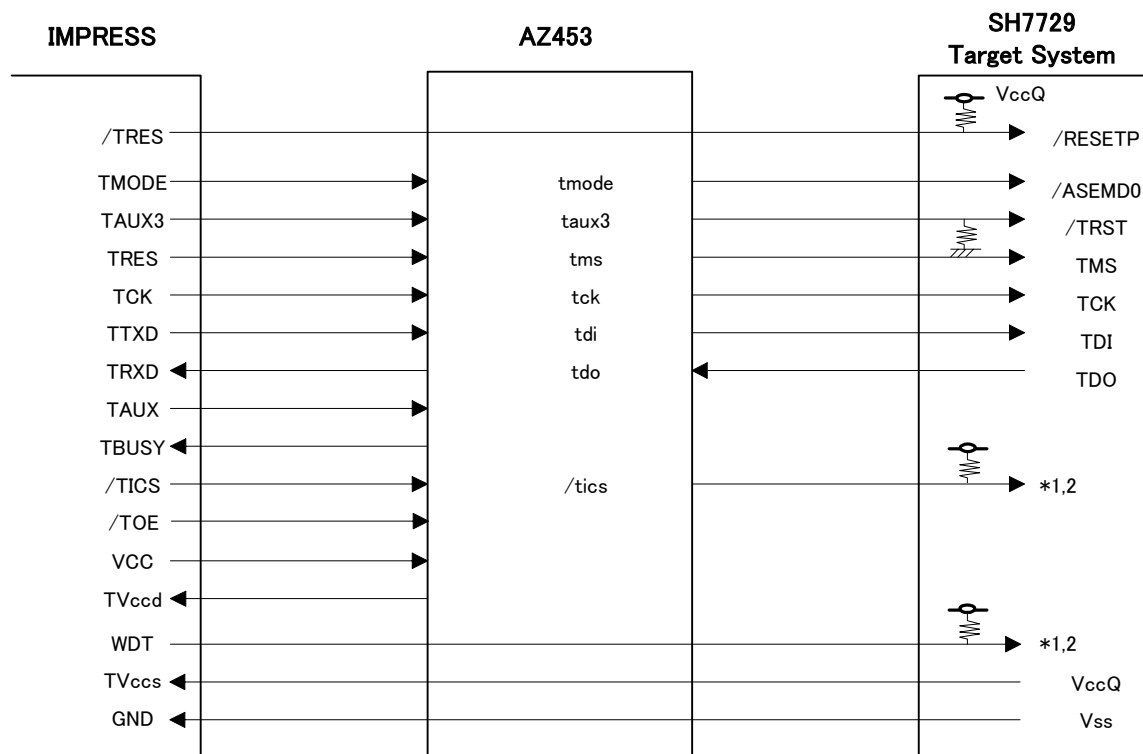 IMPRESS AZ453 SH7729
Target System
VccQ
/TRES /RESETP
TMODE tmode /ASEMD0
TAUX3 taux3 /TRST
TRES tms TMS
TCK tck TCK
TTXD tdi TDI
TRXD tdo TDO
TAUX
TBUSY
/TICS /tics *1,2
/TOE
VCC
TVccd
WDT *1,2
TVccs VccQ
GND Vss